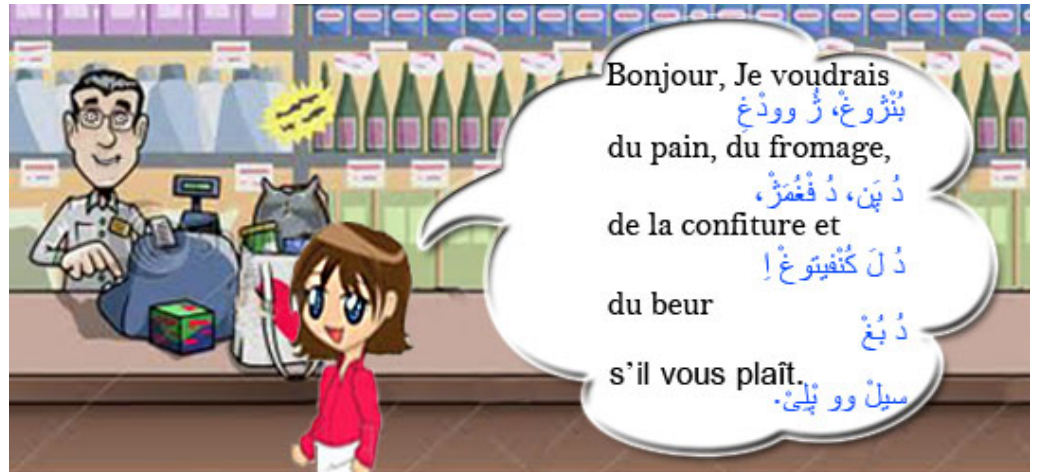 Bonjour, Je voudrais
بُنْژُوغْ، ژُ وودْغِ
du pain, du fromage,
دُ پَِن، دُ فْغُمَژْ،
de la confiture et
دُ لَ كُنْفيتوغْ اِ
du beur
دُ بُغْ
s'il vous plaît.
سيلْ وو پْلِىْ.